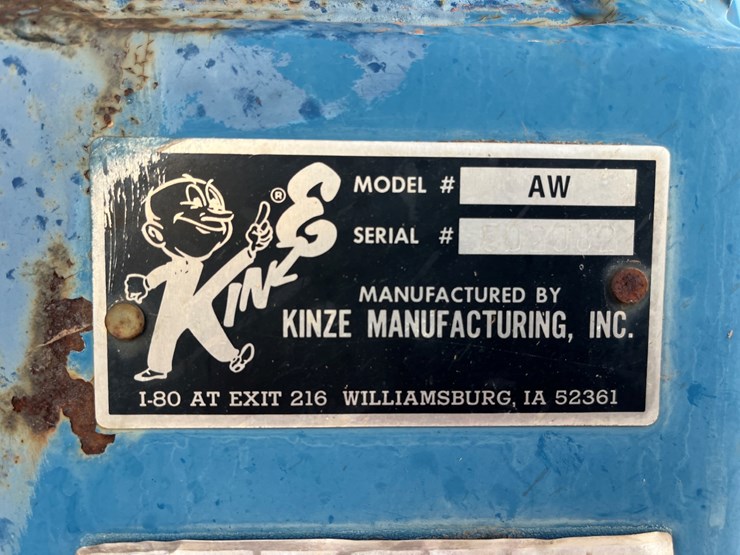 KINZE ®
MODEL # AW
SERIAL #
MANUFACTURED BY
KINZE MANUFACTURING, INC.
I-80 AT EXIT 216 WILLIAMSBURG, IA 52361